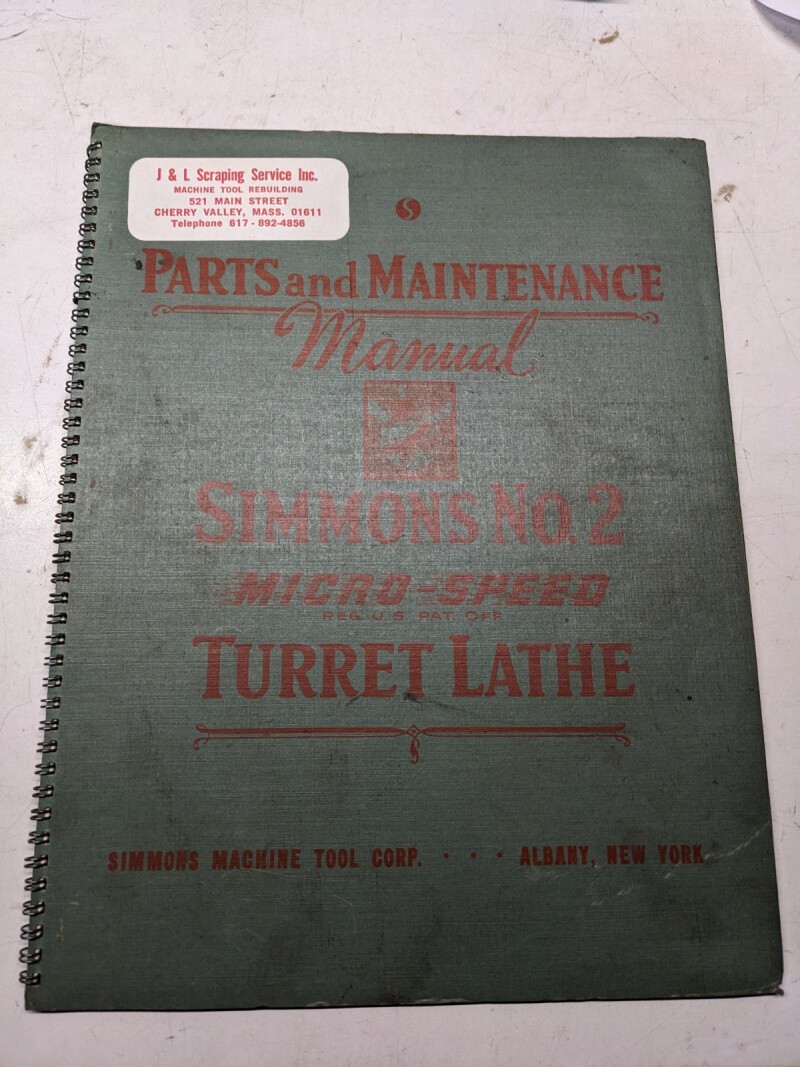 J & L Scraping Service Inc.
MACHINE TOOL REBUILDING
521 MAIN STREET
CHERRY VALLEY, MASS. 01611
Telephone 617 - 892-4856
S
PARTS and MAINTENANCE
Manual
SIMMONS NO. 2
MICRO-SPEED
REG. U.S. PAT. OFF
TURRET LATHE
SIMMONS MACHINE TOOL CORP. · · · ALBANY, NEW YORK